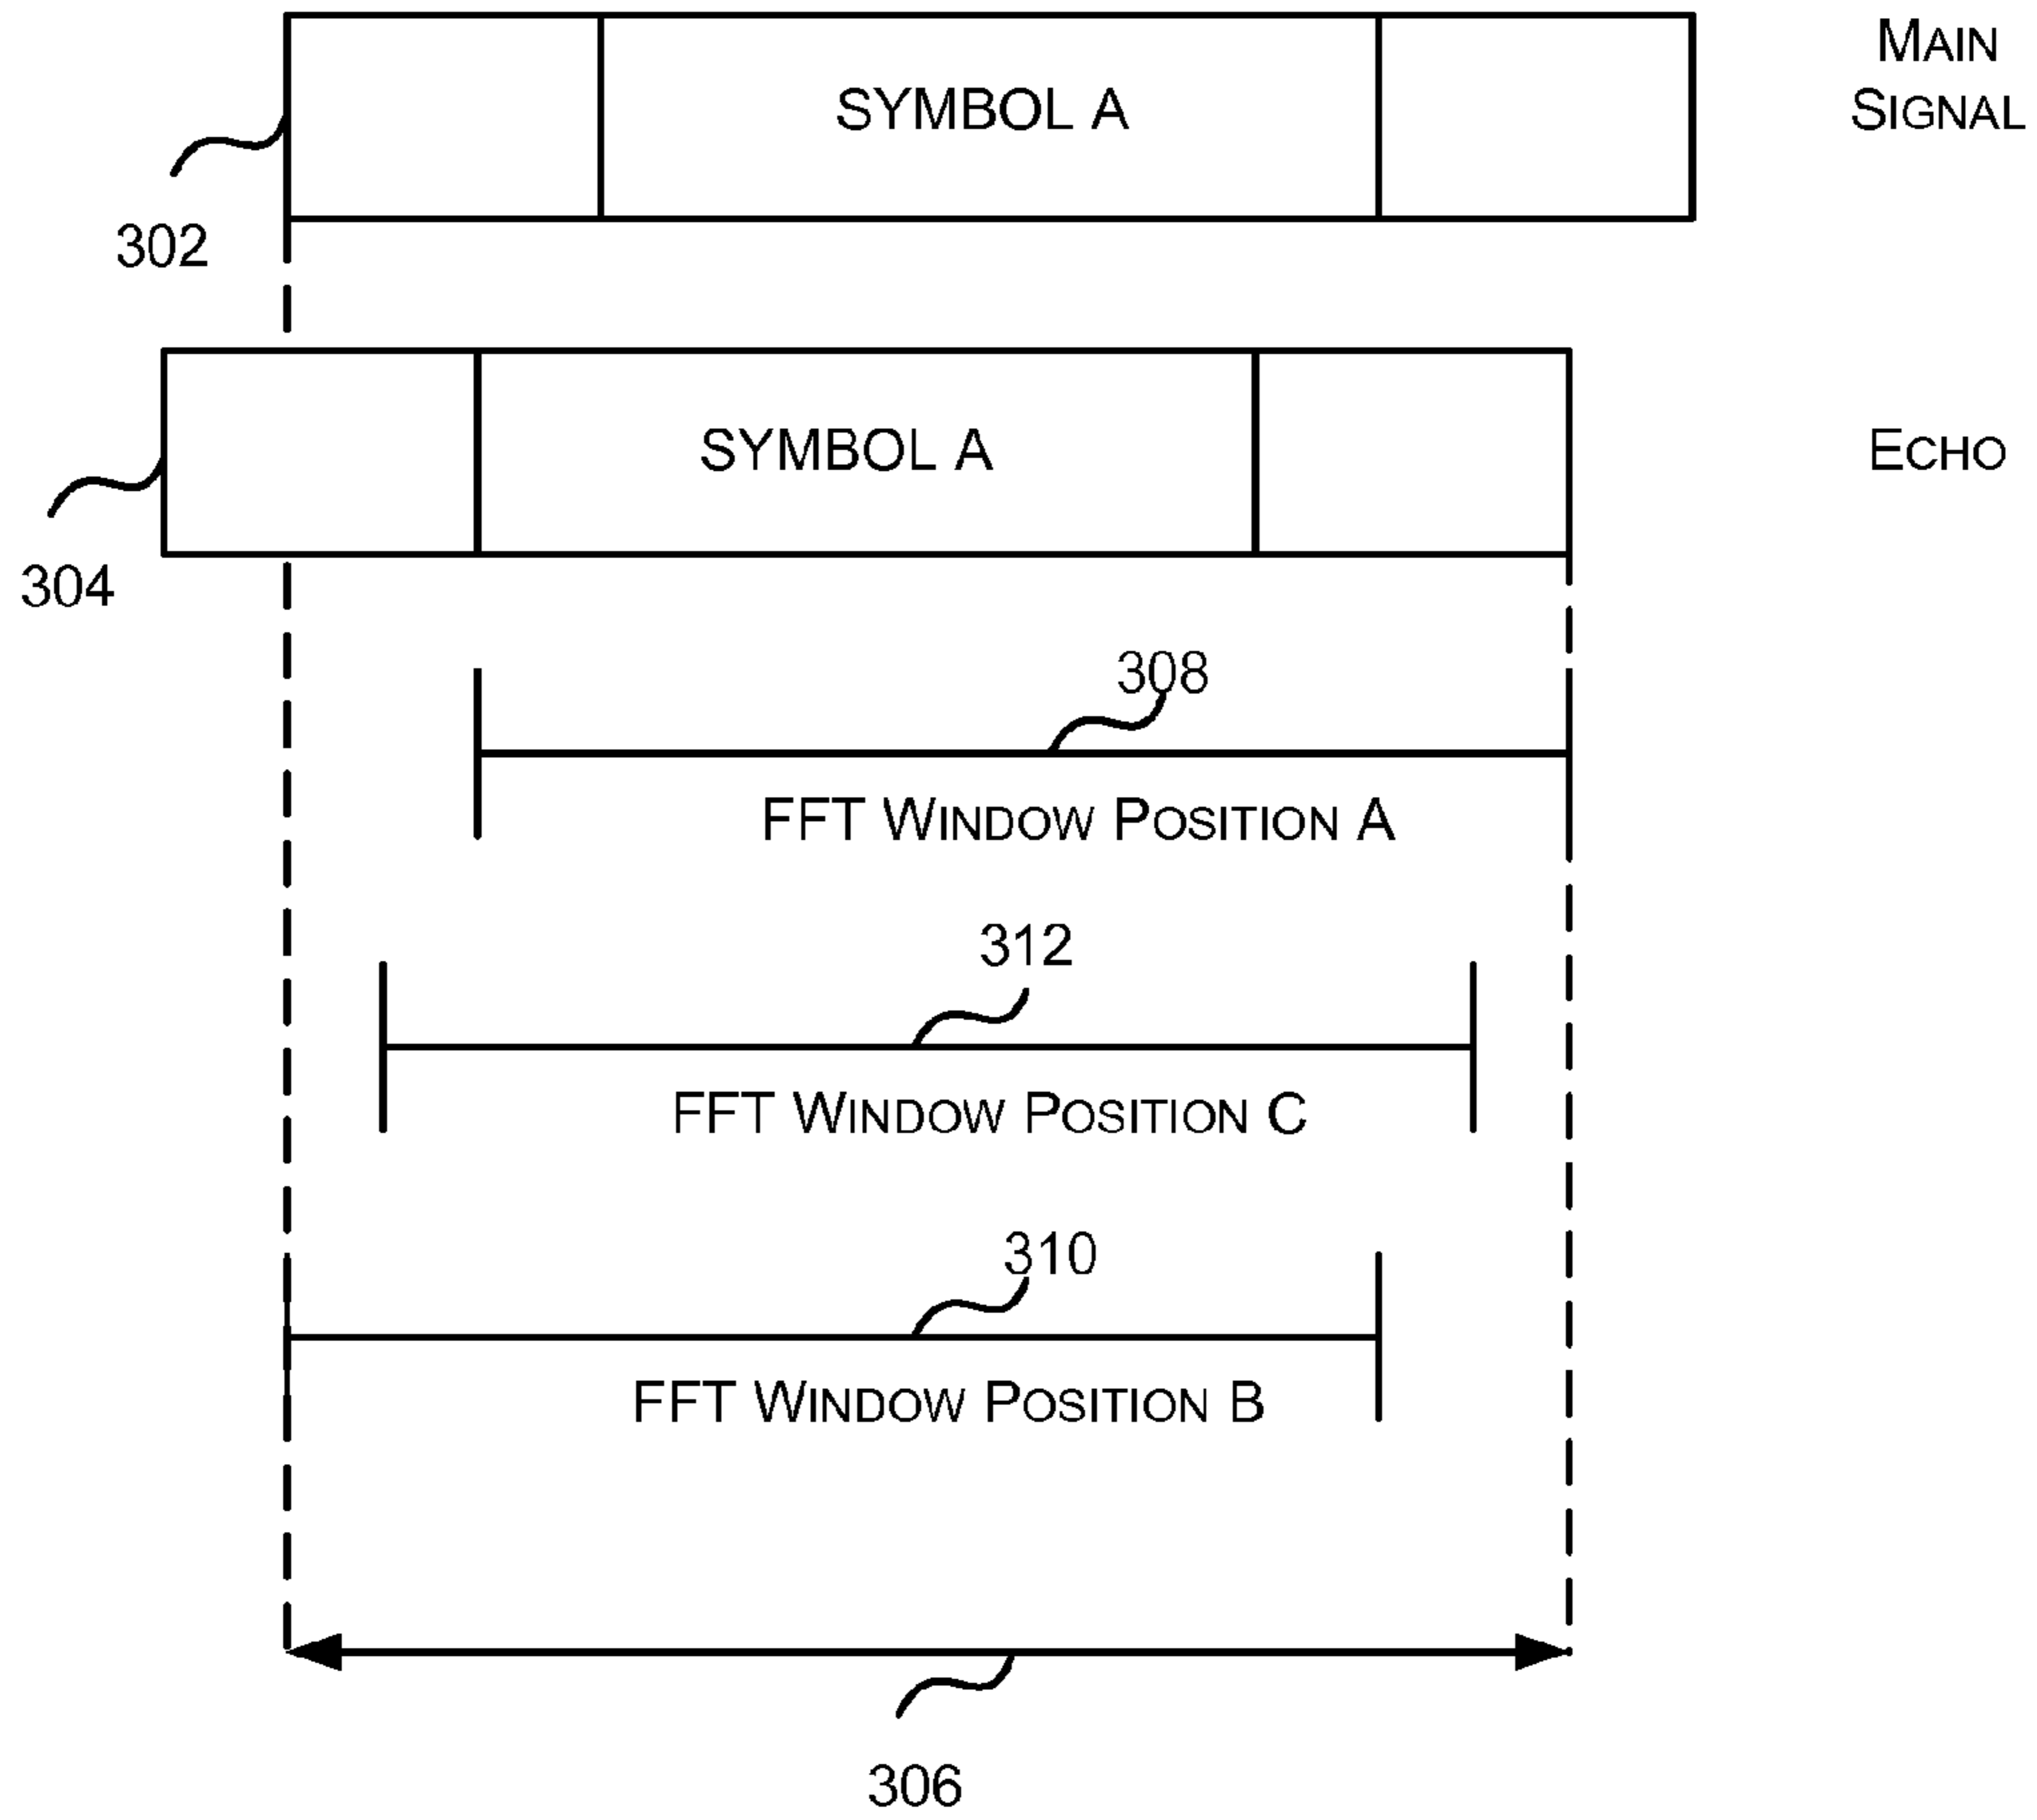 MAIN
SIGNAL
SYMBOL A
302
SYMBOL A
ECHO
304
308
FFT WINDOW POSITION A
312
FFT WINDOW POSITION C
310
FFT WINDOW POSITION B
306